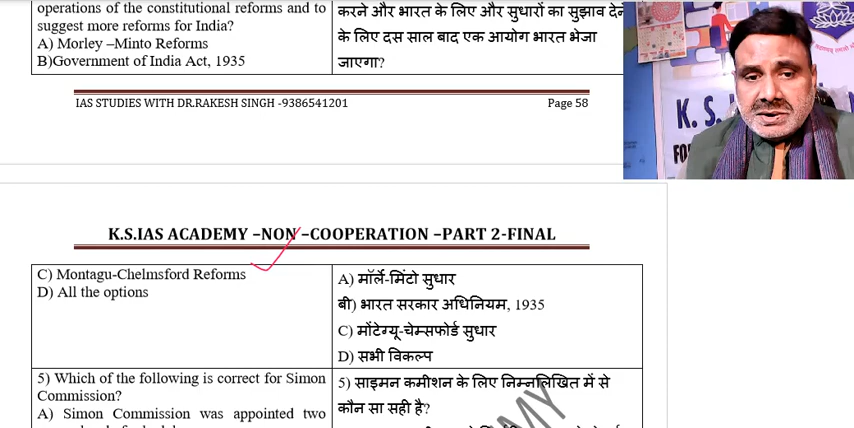 operations of the constitutional reforms and to
suggest more reforms for India?
A) Morley –Minto Reforms
B)Government of India Act, 1935
करने और भारत के लिए और सुधारों का सुझाव देने
के लिए दस साल बाद एक आयोग भारत भेजा
जाएगा?
IAS STUDIES WITH DR.RAKESH SINGH -9386541201
Page 58
K. S.
FO
K.S.IAS ACADEMY –NON –COOPERATION –PART 2-FINAL
C) Montagu-Chelmsford Reforms
D) All the options
A) मॉर्ले-मिंटो सुधार
बी) भारत सरकार अधिनियम, 1935
C) मोंटेग्यू-चेम्सफोर्ड सुधार
D) सभी विकल्प
5) Which of the following is correct for Simon
Commission?
A) Simon Commission was appointed two
5) साइमन कमीशन के लिए निम्नलिखित में से
कौन सा सही है?
EMY